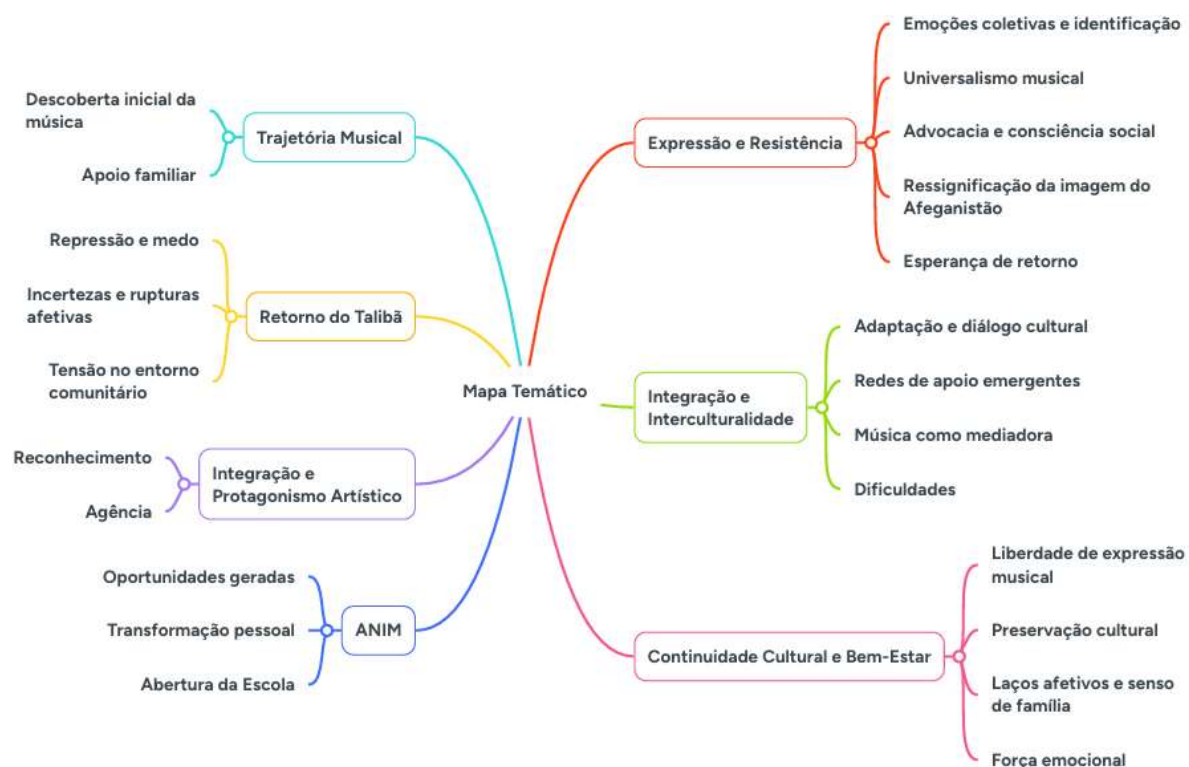 Mapa Temático
Trajetória Musical
Descoberta inicial da
música
Apoio familiar
Retorno do Talibã
Repressão e medo
Incertezas e rupturas
afetivas
Tensão no entorno
comunitário
Integração e
Protagonismo Artístico
Reconhecimento
Agência
ANIM
Oportunidades geradas
Transformação pessoal
Abertura da Escola
Expressão e Resistência
Emoções coletivas e identificação
Universalismo musical
Advocacia e consciência social
Ressignificação da imagem do
Afeganistão
Esperança de retorno
Integração e
Interculturalidade
Adaptação e diálogo cultural
Redes de apoio emergentes
Música como mediadora
Dificuldades
Continuidade Cultural e Bem-Estar
Liberdade de expressão
musical
Preservação cultural
Laços afetivos e senso
de família
Força emocional